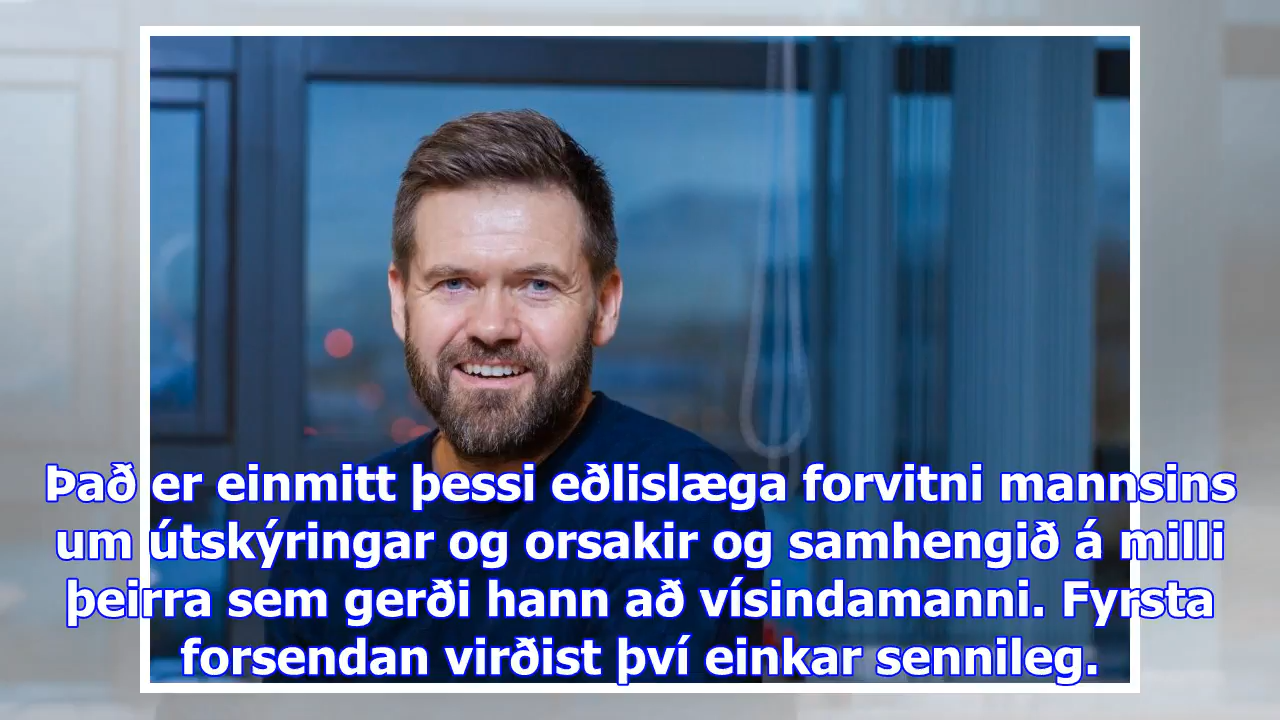 Það er einmitt þessi eðlislæga forvitni mannsins
um útskýringar og orsakir og samhengið á milli
þeirra sem gerði hann að vísindamanni. Fyrsta
forsendan virðist því einkar sennileg.